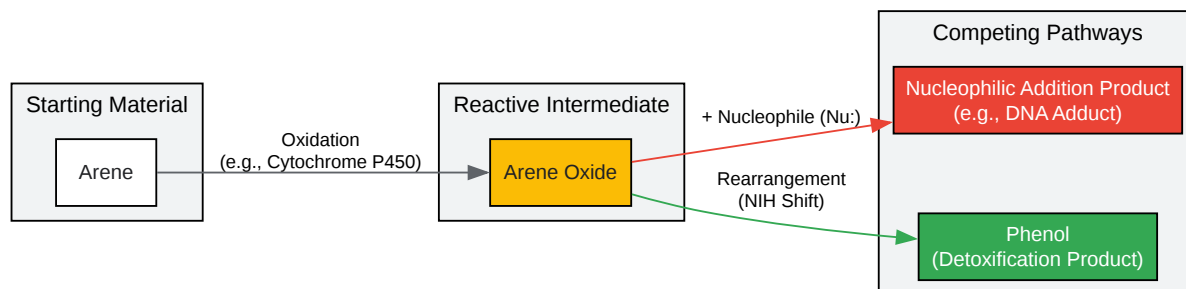 Starting Material
Arene
Oxidation
(e.g., Cytochrome P450)
Reactive Intermediate
Arene Oxide
+ Nucleophile (Nu:)
Rearrangement
(NIH Shift)
Competing Pathways
Nucleophilic Addition Product
(e.g., DNA Adduct)
Phenol
(Detoxification Product)